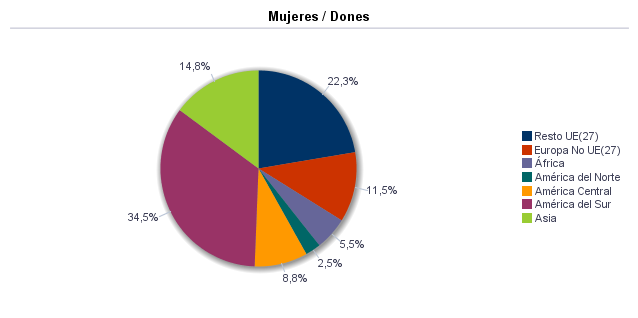 Mujeres / Dones
14,8%
22,3%
11,5%
5,5%
2,5%
8,8%
34,5%
Resto UE(27)
Europa No UE(27)
África
América del Norte
América Central
América del Sur
Asia